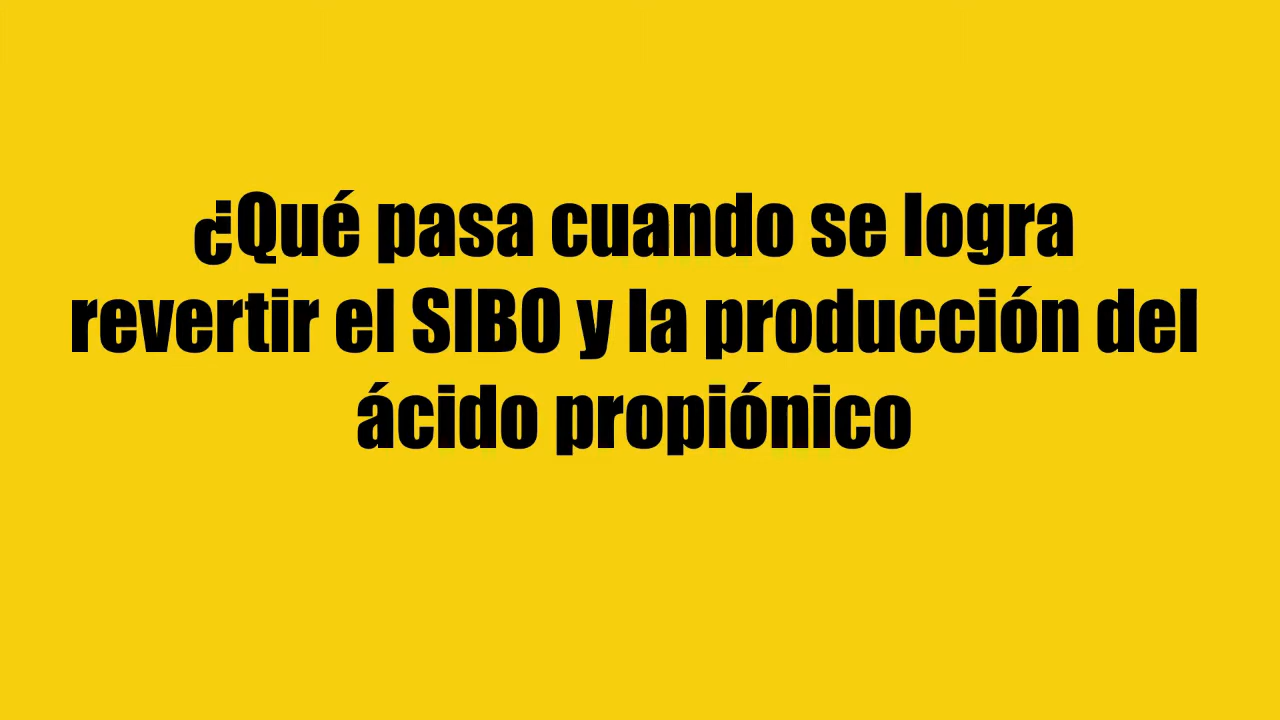 ¿Qué pasa cuando se logra
revertir el SIBO y la producción del
ácido propiónico